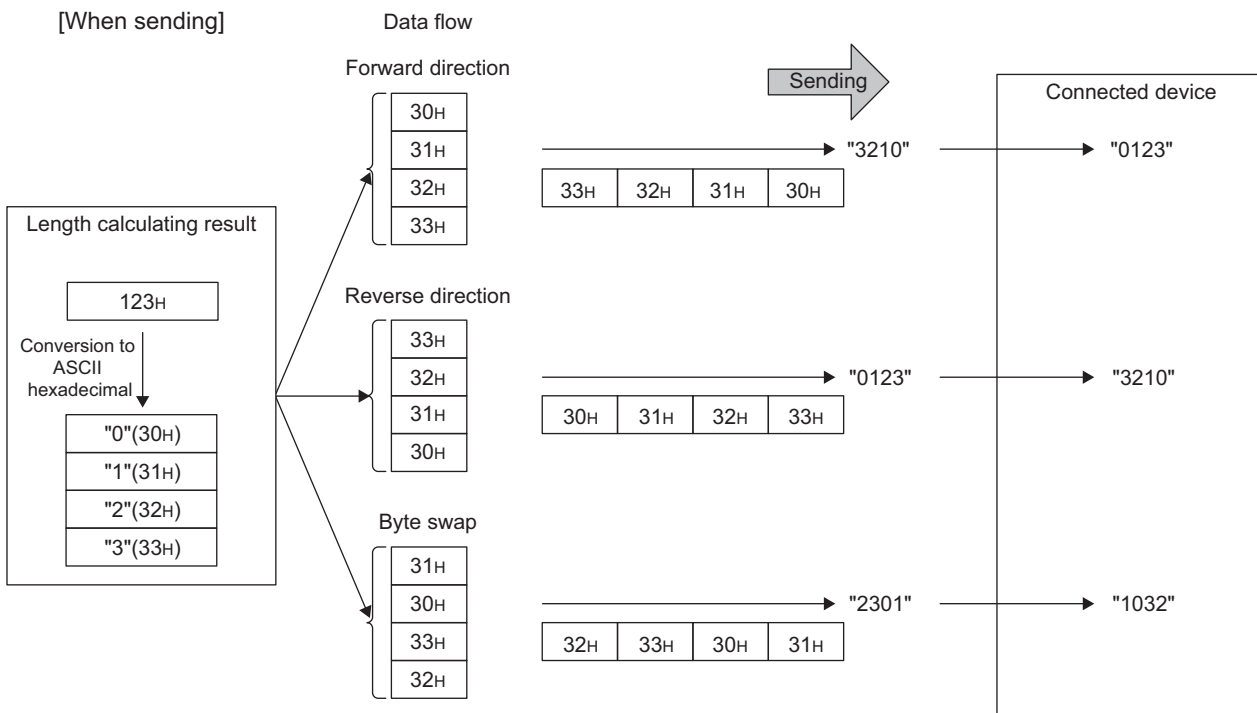 [When sending]
Data flow
Sending
Connected device
Length calculating result
123H
Conversion to
ASCII
hexadecimal
"0"(30H)
"1"(31H)
"2"(32H)
"3"(33H)
Forward direction
30H
31H
32H
33H
33H 32H 31H 30H
"3210"
"0123"
Reverse direction
33H
32H
31H
30H
30H 31H 32H 33H
"0123"
"3210"
Byte swap
31H
30H
33H
32H
32H 33H 30H 31H
"2301"
"1032"